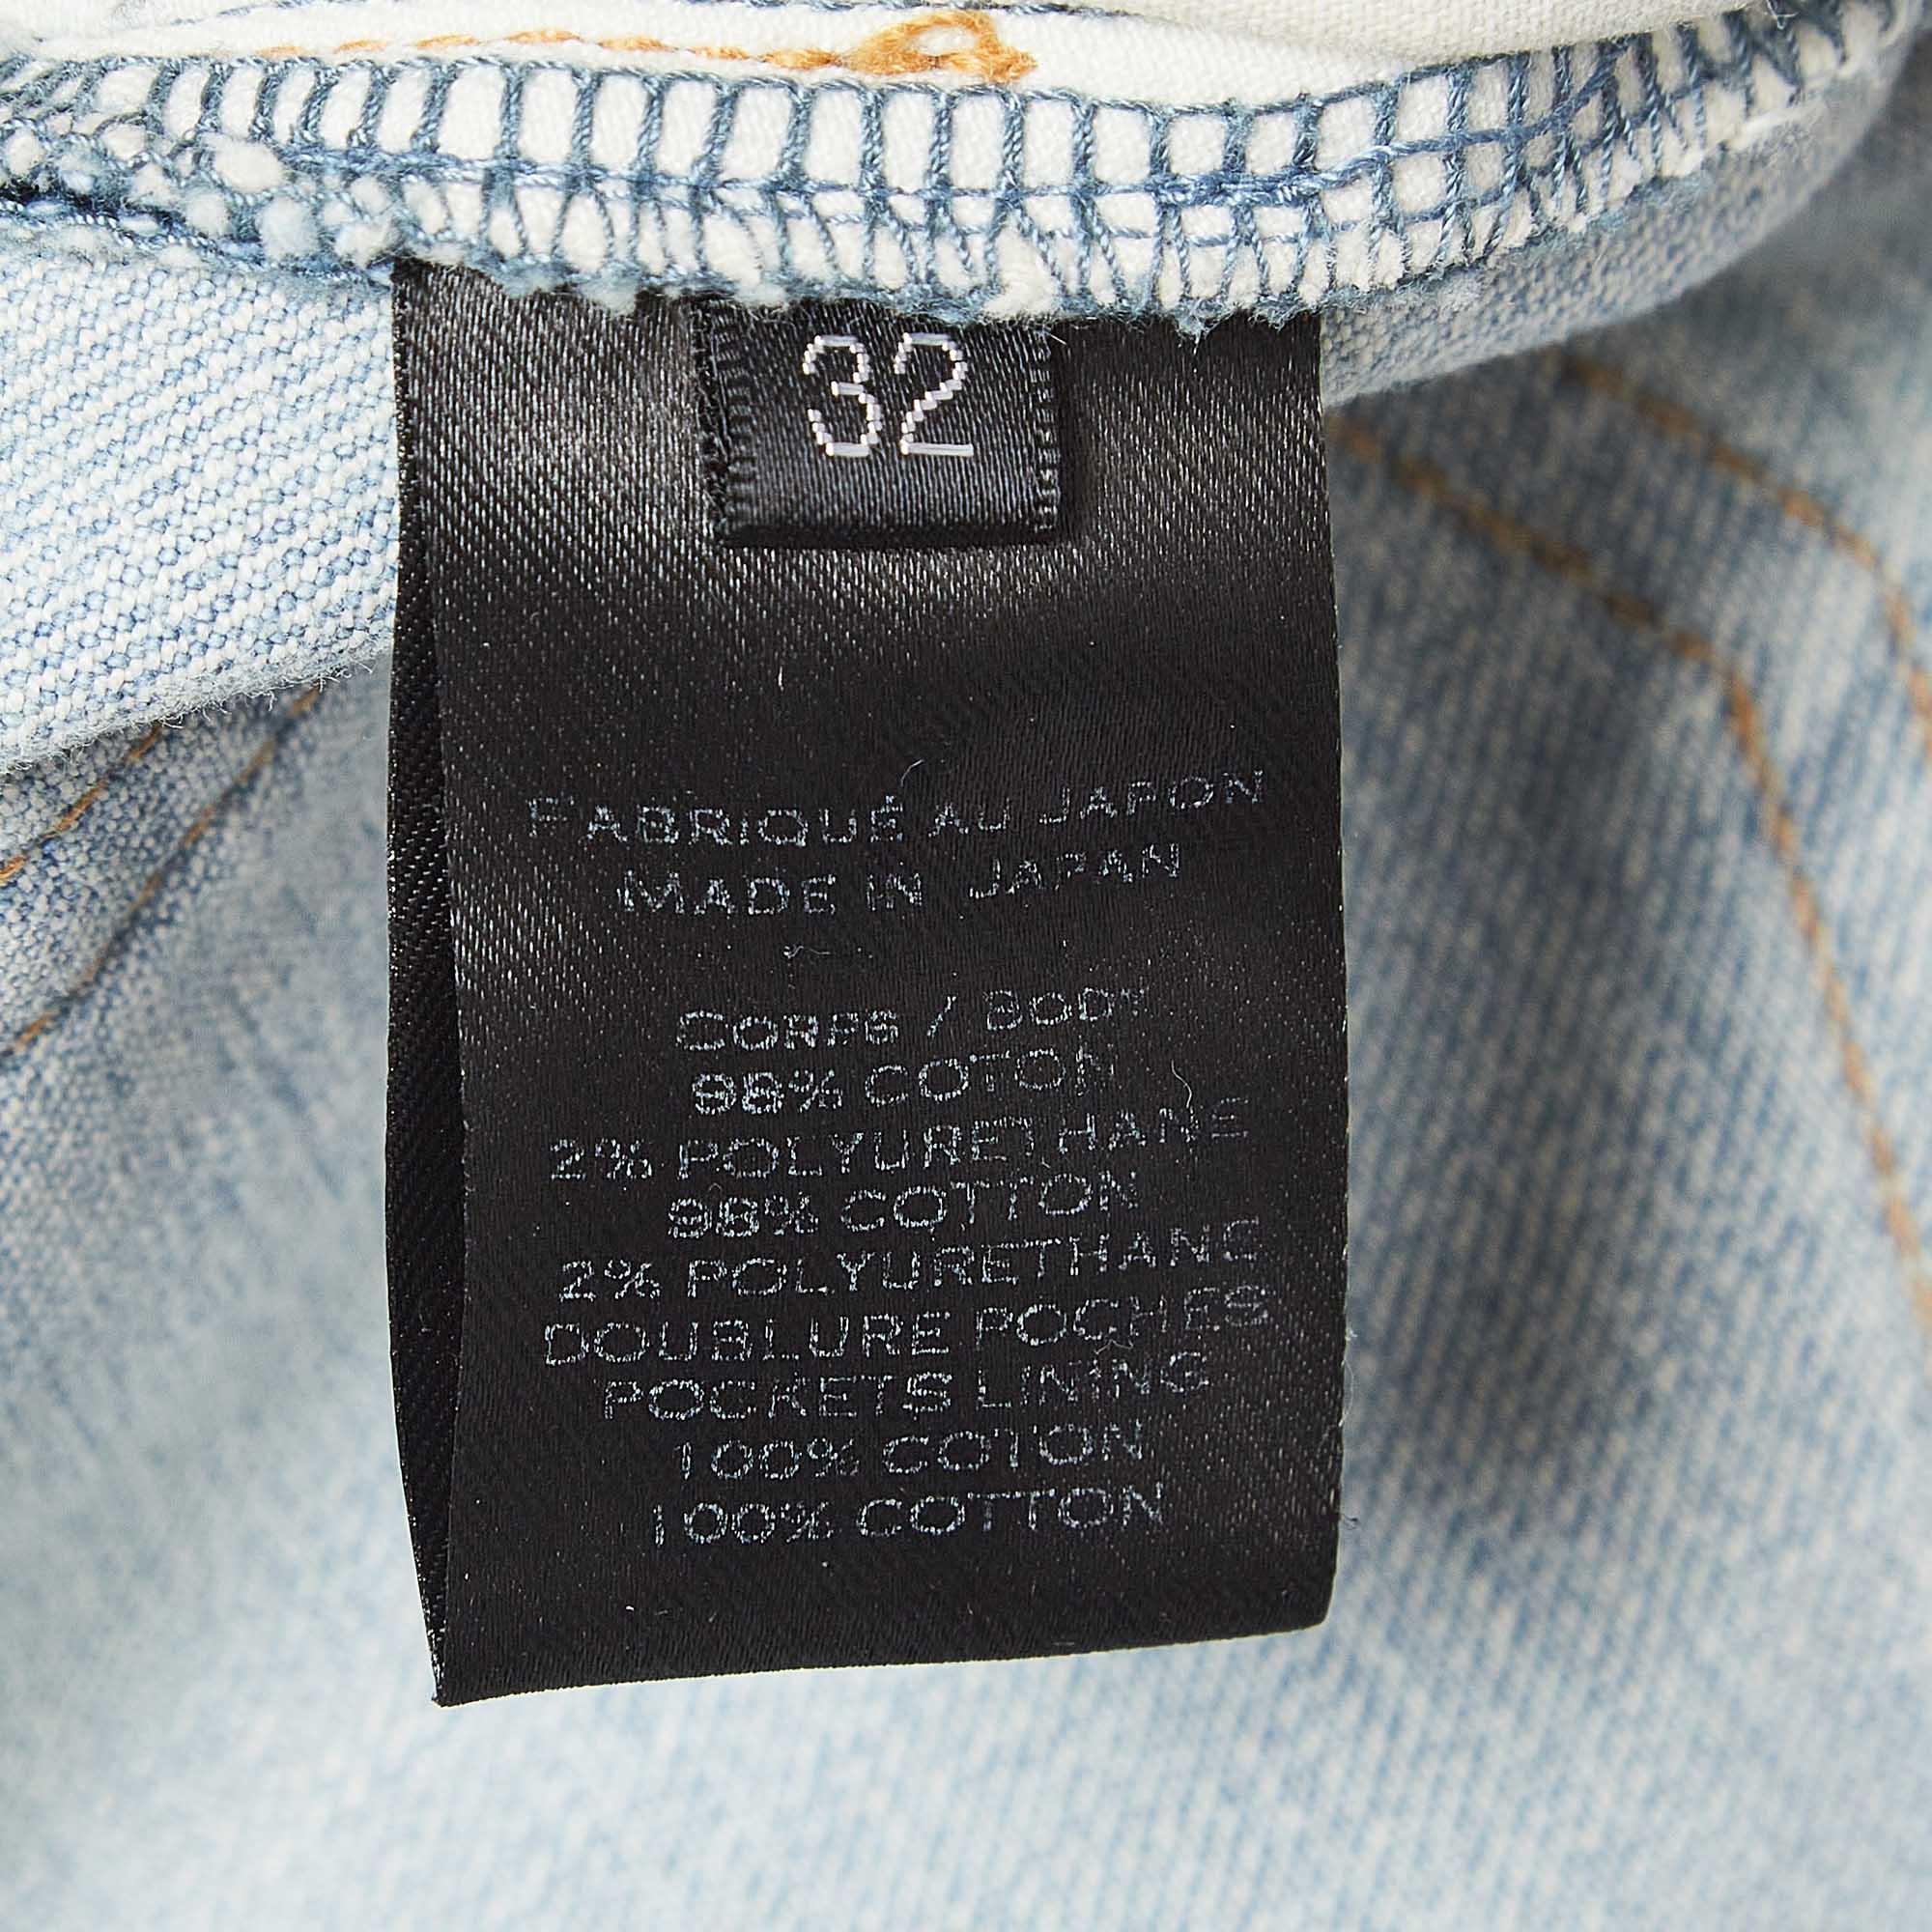 32
FABRIQUÉ AU JAPON
MADE IN JAPAN
CORPS / BODY
98% COTON
2% POLYURETHANE
98% COTTON
2% POLYURETHANE
DOUBLURE POCHES
POCKETS LINING
100% COTON
100% COTTON